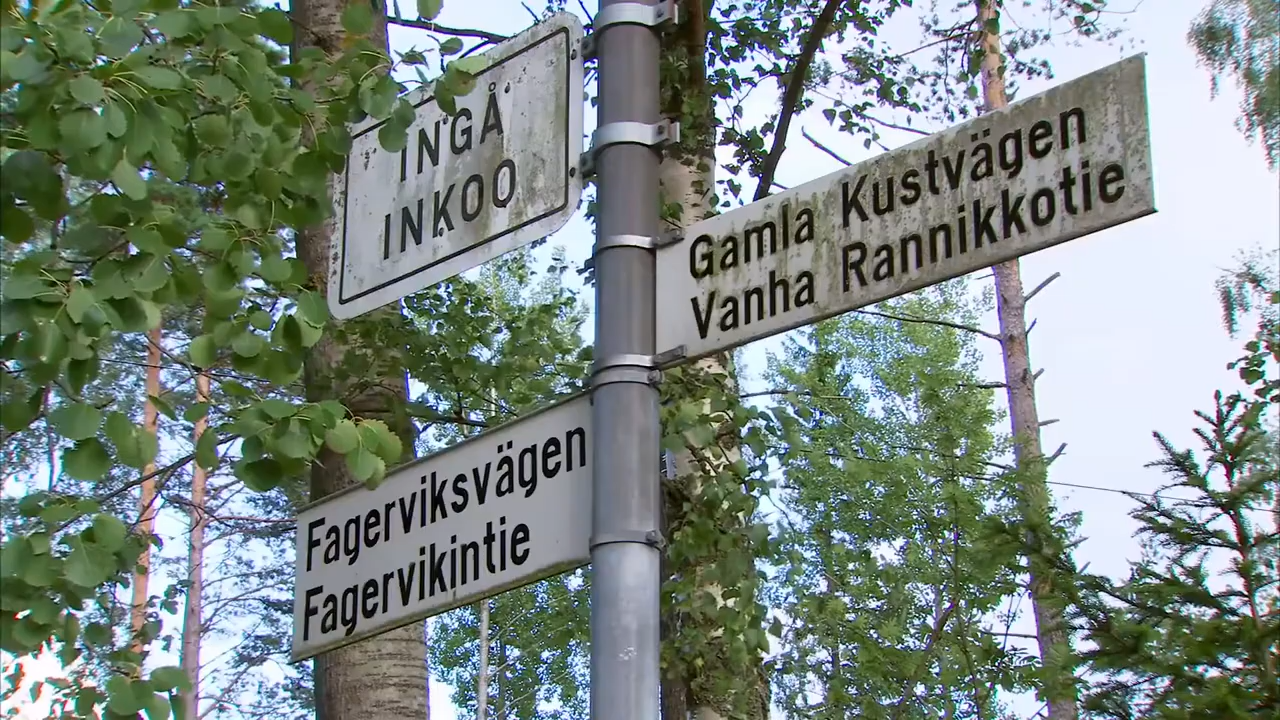 INGÅ
INKOO
Gamla Kustvägen
Vanha Rannikkotie
Fagerviksvägen
Fagervikintie